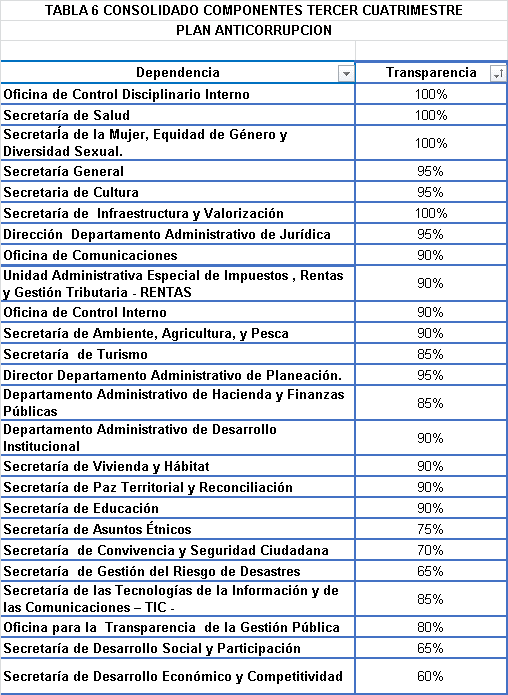 TABLA 6 CONSOLIDADO COMPONENTES TERCER CUATRIMESTRE
PLAN ANTICORRUPCION
Dependencia Transparencia
Oficina de Control Disciplinario Interno 100%
Secretaría de Salud 100%
Secretaría de la Mujer, Equidad de Género y
Diversidad Sexual. 100%
Secretaría General 95%
Secretaria de Cultura 95%
Secretaría de Infraestructura y Valorización 100%
Dirección Departamento Administrativo de Jurídica 95%
Oficina de Comunicaciones 90%
Unidad Administrativa Especial de Impuestos , Rentas
y Gestión Tributaria - RENTAS 90%
Oficina de Control Interno 90%
Secretaría de Ambiente, Agricultura, y Pesca 90%
Secretaría de Turismo 85%
Director Departamento Administrativo de Planeación. 95%
Departamento Administrativo de Hacienda y Finanzas
Públicas 85%
Departamento Administrativo de Desarrollo
Institucional 90%
Secretaría de Vivienda y Hábitat 90%
Secretaría de Paz Territorial y Reconciliación 90%
Secretaría de Educación 90%
Secretaría de Asuntos Étnicos 75%
Secretaría de Convivencia y Seguridad Ciudadana 70%
Secretaría de Gestión del Riesgo de Desastres 65%
Secretaría de las Tecnologías de la Información y de
las Comunicaciones – TIC - 85%
Oficina para la Transparencia de la Gestión Pública 80%
Secretaría de Desarrollo Social y Participación 65%
Secretaría de Desarrollo Económico y Competitividad 60%